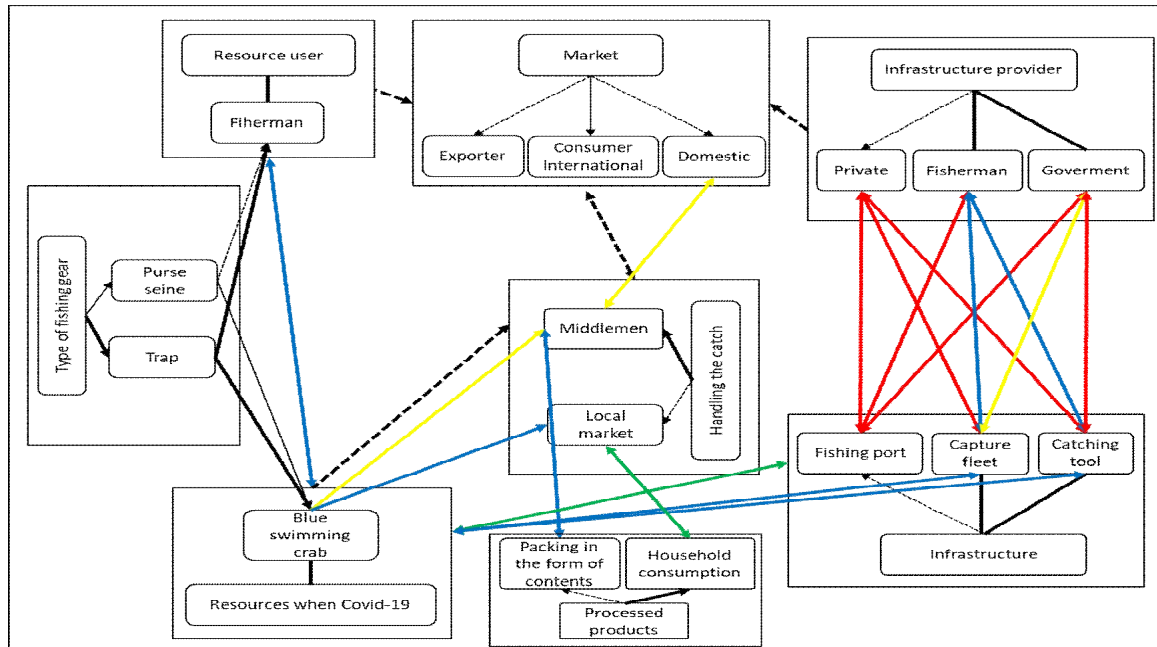 Resource user
Fiherman
Market
Exporter
Consumer
International
Domestic
Infrastructure provider
Private
Fisherman
Goverment
Type of fishing gear
Purse
seine
Trap
Middlemen
Local
market
Handling the catch
Fishing port
Capture
fleet
Catching
tool
Infrastructure
Blue
swimming
crab
Resources when Covid-19
Packing in
the form of
contents
Household
consumption
Processed
products